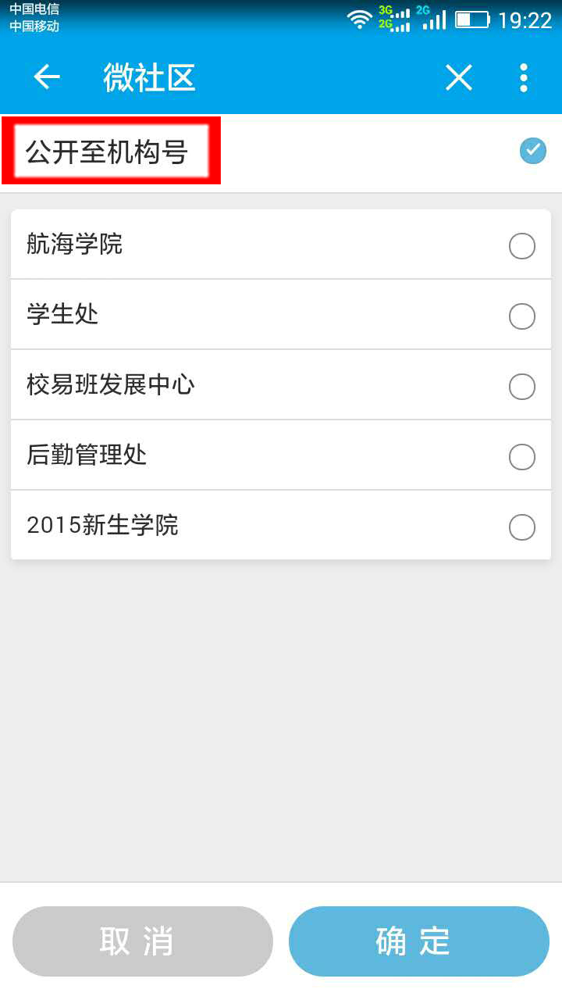 中国电信
中国移动
3G
2G
2G
19:22
微社区
公开至机构号
航海学院
学生处
校易班发展中心
后勤管理处
2015新生学院
取消
确定